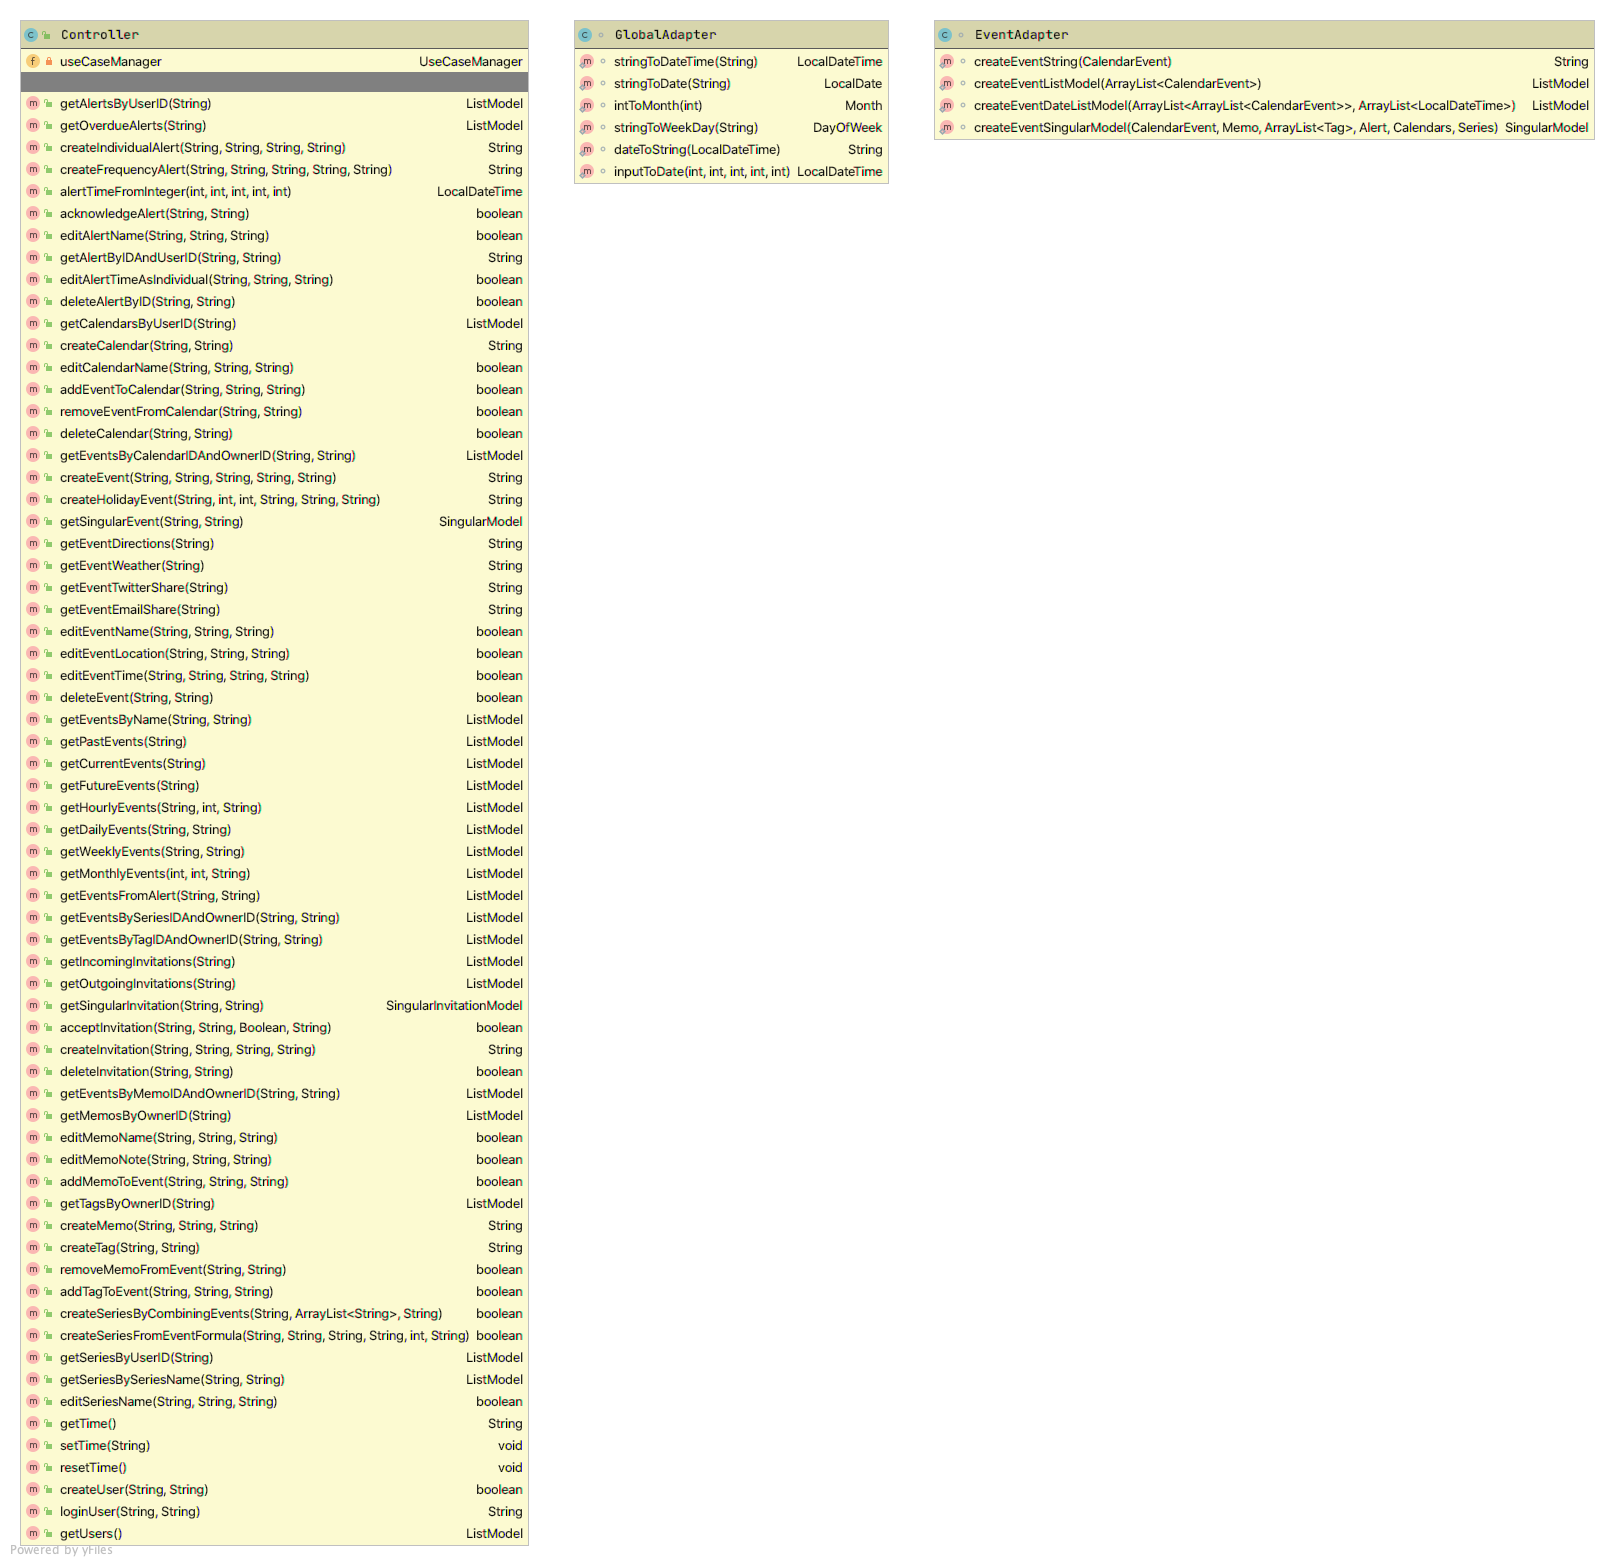 Controller
useCaseManager UseCaseManager
getAlertsByUserID(String) ListModel
getOverdueAlerts(String) ListModel
createIndividualAlert(String, String, String, String) String
createFrequencyAlert(String, String, String, String, String) String
alertTimeFromInteger(int, int, int, int, int) LocalDateTime
acknowledgeAlert(String, String) boolean
editAlertName(String, String, String) boolean
getAlertByIDAndUserID(String, String) String
editAlertTimeAsIndividual(String, String, String) boolean
deleteAlertByID(String, String) boolean
getCalendarsByUserID(String) ListModel
createCalendar(String, String) String
editCalendarName(String, String, String) boolean
addEventToCalendar(String, String, String) boolean
removeEventFromCalendar(String, String) boolean
deleteCalendar(String, String) boolean
getEventsByCalendarIDAndOwnerID(String, String) ListModel
createEvent(String, String, String, String, String) String
createHolidayEvent(String, int, int, String, String, String) String
getSingularEvent(String, String) SingularModel
getEventDirections(String) String
getEventWeather(String) String
getEventTwitterShare(String) String
getEventEmailShare(String) String
editEventName(String, String, String) boolean
editEventLocation(String, String, String) boolean
editEventTime(String, String, String, String) boolean
deleteEvent(String, String) boolean
getEventsByName(String, String) ListModel
getPastEvents(String) ListModel
getCurrentEvents(String) ListModel
getFutureEvents(String) ListModel
getHourlyEvents(String, int, String) ListModel
getDailyEvents(String, String) ListModel
getWeeklyEvents(String, String) ListModel
getMonthlyEvents(int, int, String) ListModel
getEventsFromAlert(String, String) ListModel
getEventsBySeriesIDAndOwnerID(String, String) ListModel
getEventsByTagIDAndOwnerID(String, String) ListModel
getIncomingInvitations(String) ListModel
getOutgoingInvitations(String) ListModel
getSingularInvitation(String, String) SingularInvitationModel
acceptInvitation(String, String, Boolean, String) boolean
createInvitation(String, String, String, String) String
deleteInvitation(String, String) boolean
getEventsByMemoIDAndOwnerID(String, String) ListModel
getMemosByOwnerID(String) ListModel
editMemoName(String, String, String) boolean
editMemoNote(String, String, String) boolean
addMemoToEvent(String, String, String) boolean
getTagsByOwnerID(String) ListModel
createMemo(String, String, String) String
createTag(String, String) String
removeMemoFromEvent(String, String) boolean
addTagToEvent(String, String, String) boolean
createSeriesByCombiningEvents(String, ArrayList<String>, String) boolean
createSeriesFromEventFormula(String, String, String, String, int, String) boolean
getSeriesByUserID(String) ListModel
getSeriesBySeriesName(String, String) ListModel
editSeriesName(String, String, String) boolean
getTime() String
setTime(String) void
resetTime() void
createUser(String, String) boolean
loginUser(String, String) String
getUsers() ListModel
GlobalAdapter
stringToDateTime(String) LocalDateTime
stringToDate(String) LocalDate
intToMonth(int) Month
stringToWeekDay(String) DayOfWeek
dateToString(LocalDateTime) String
inputToDate(int, int, int, int, int) LocalDateTime
EventAdapter
createEventString(CalendarEvent) String
createEventListModel(ArrayList<CalendarEvent>) ListModel
createEventDateListModel(ArrayList<ArrayList<CalendarEvent>>, ArrayList<LocalDateTime>) ListModel
createEventSingularModel(CalendarEvent, Memo, ArrayList<Tag>, Alert, Calendars, Series) SingularModel
Powered by yFiles